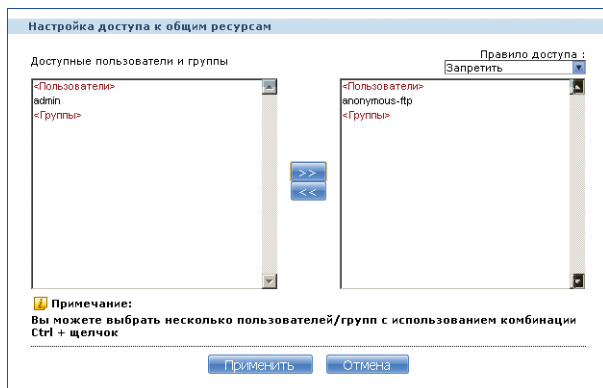 Настройка доступа к общим ресурсам
Доступные пользователи и группы
Правило доступа :
Запретить
<Пользователи>
admin
<Группы>
>>
<<
<Пользователи>
anonymous-ftp
<Группы>
Примечание:
Вы можете выбрать несколько пользователей/групп с использованием комбинации
Ctrl + щелчок
Применить
Отмена